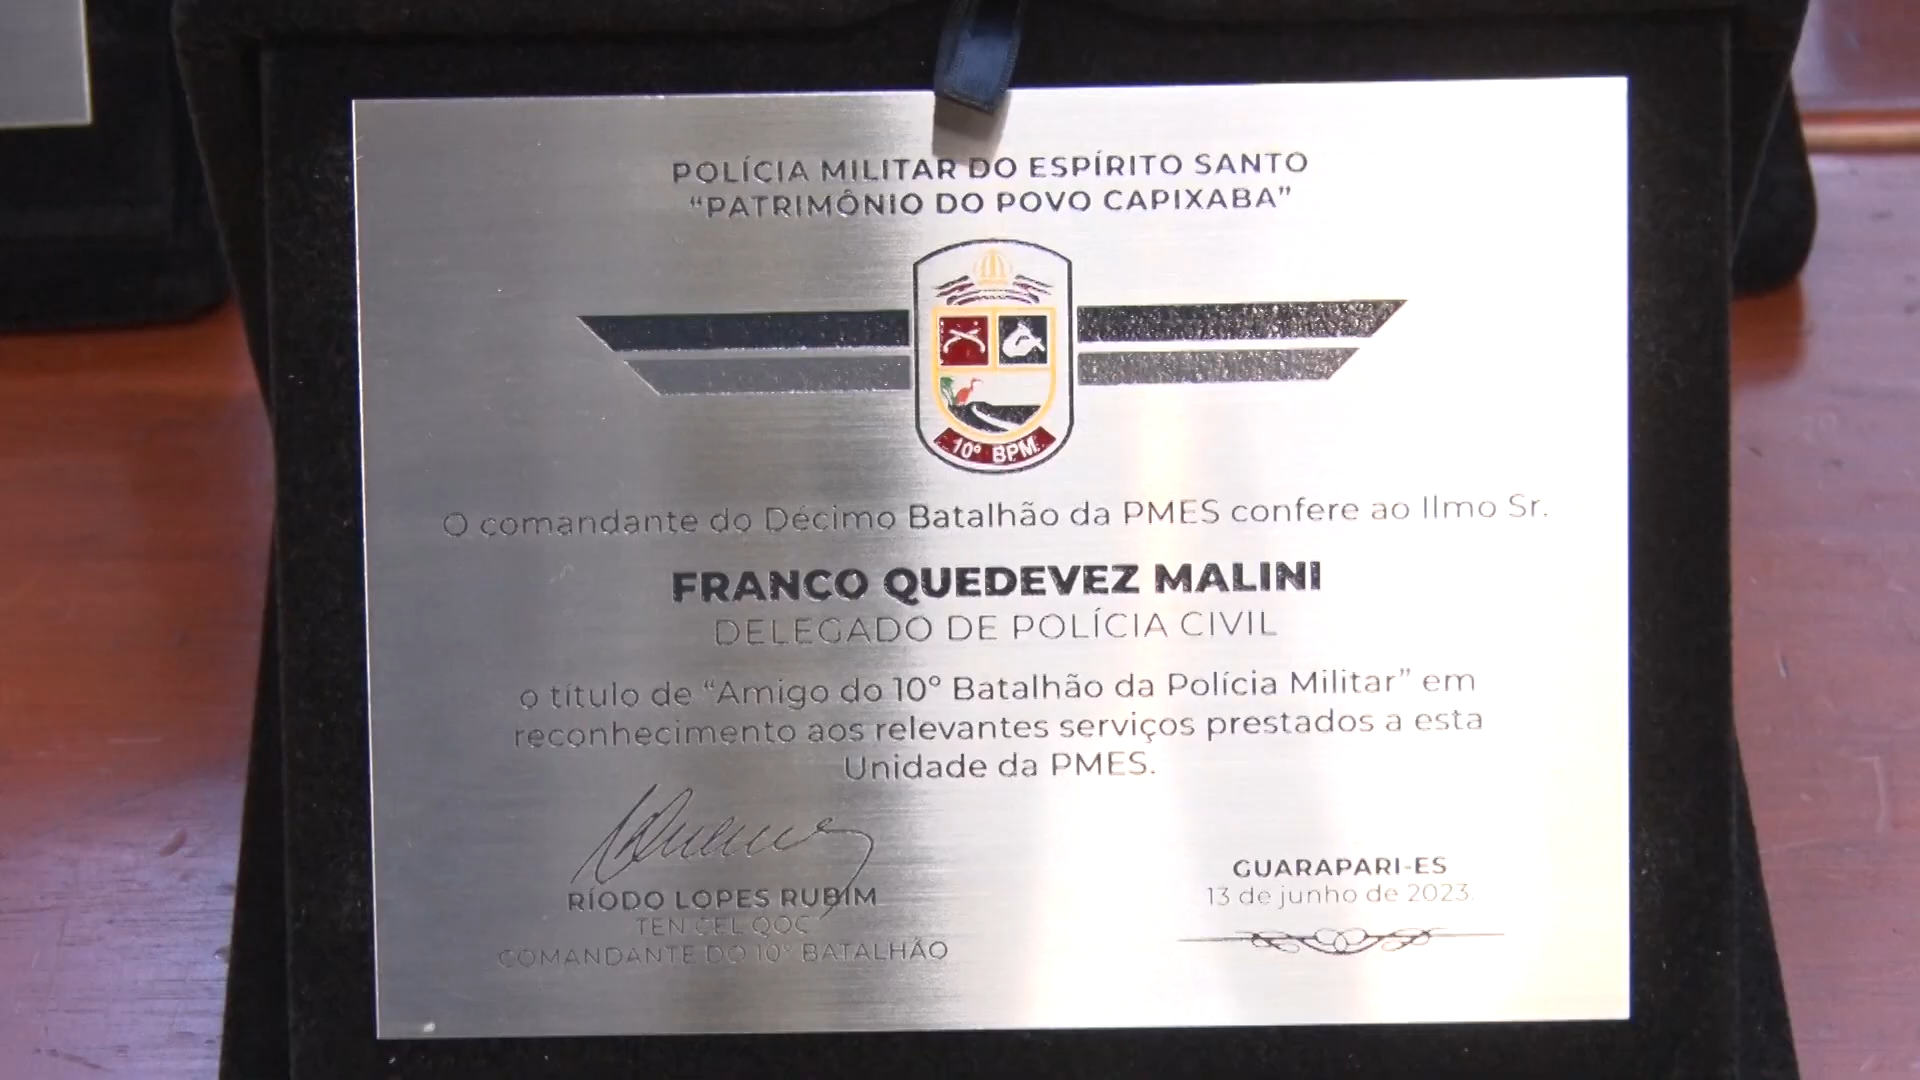 POLÍCIA MILITAR DO ESPÍRITO SANTO
“PATRIMÔNIO DO POVO CAPIXABA”
10º BPM
O comandante do Décimo Batalhão da PMES confere ao Ilmo Sr.
FRANCO QUEDEVEZ MALINI
DELEGADO DE POLÍCIA CIVIL
o título de “Amigo do 10º Batalhão da Polícia Militar” em
reconhecimento aos relevantes serviços prestados a esta
Unidade da PMES.
RÍODO LOPES RUBIM
TEN CEL QOC
COMANDANTE DO 10º BATALHÃO
GUARAPARI-ES
13 de junho de 2023.